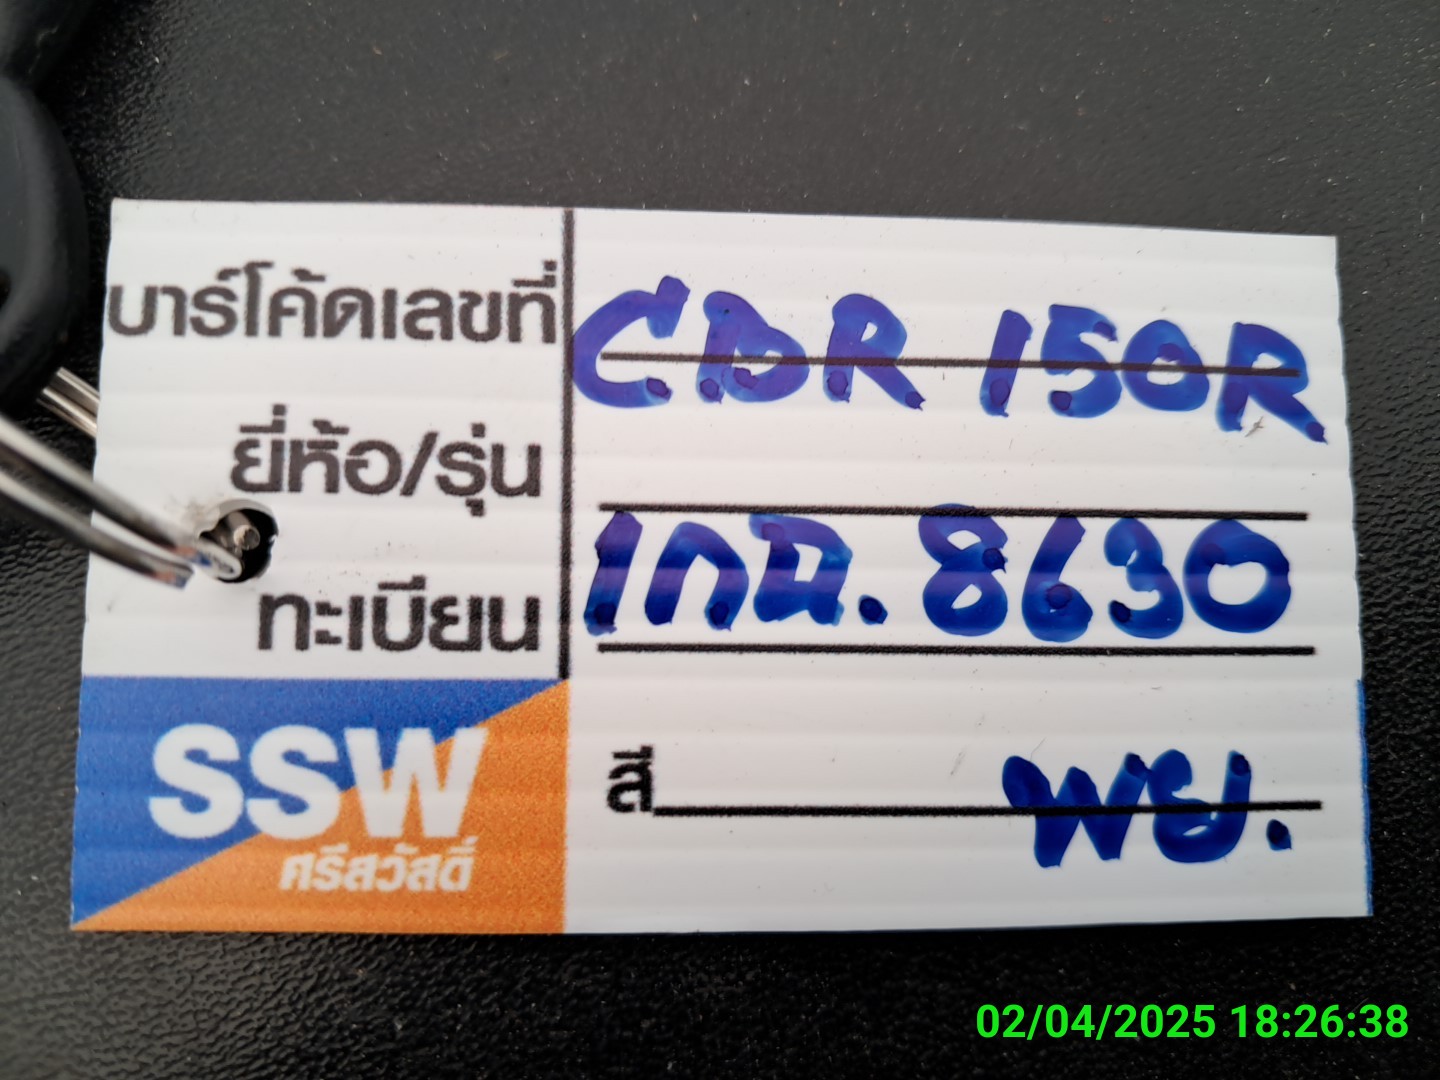 บาร์โค้ดเลขที่ CBR 150R
ยี่ห้อ/รุ่น
ทะเบียน 1กฉ. 8630
SSW
ศรีสวัสดิ์
สี พย.
02/04/2025 18:26:38